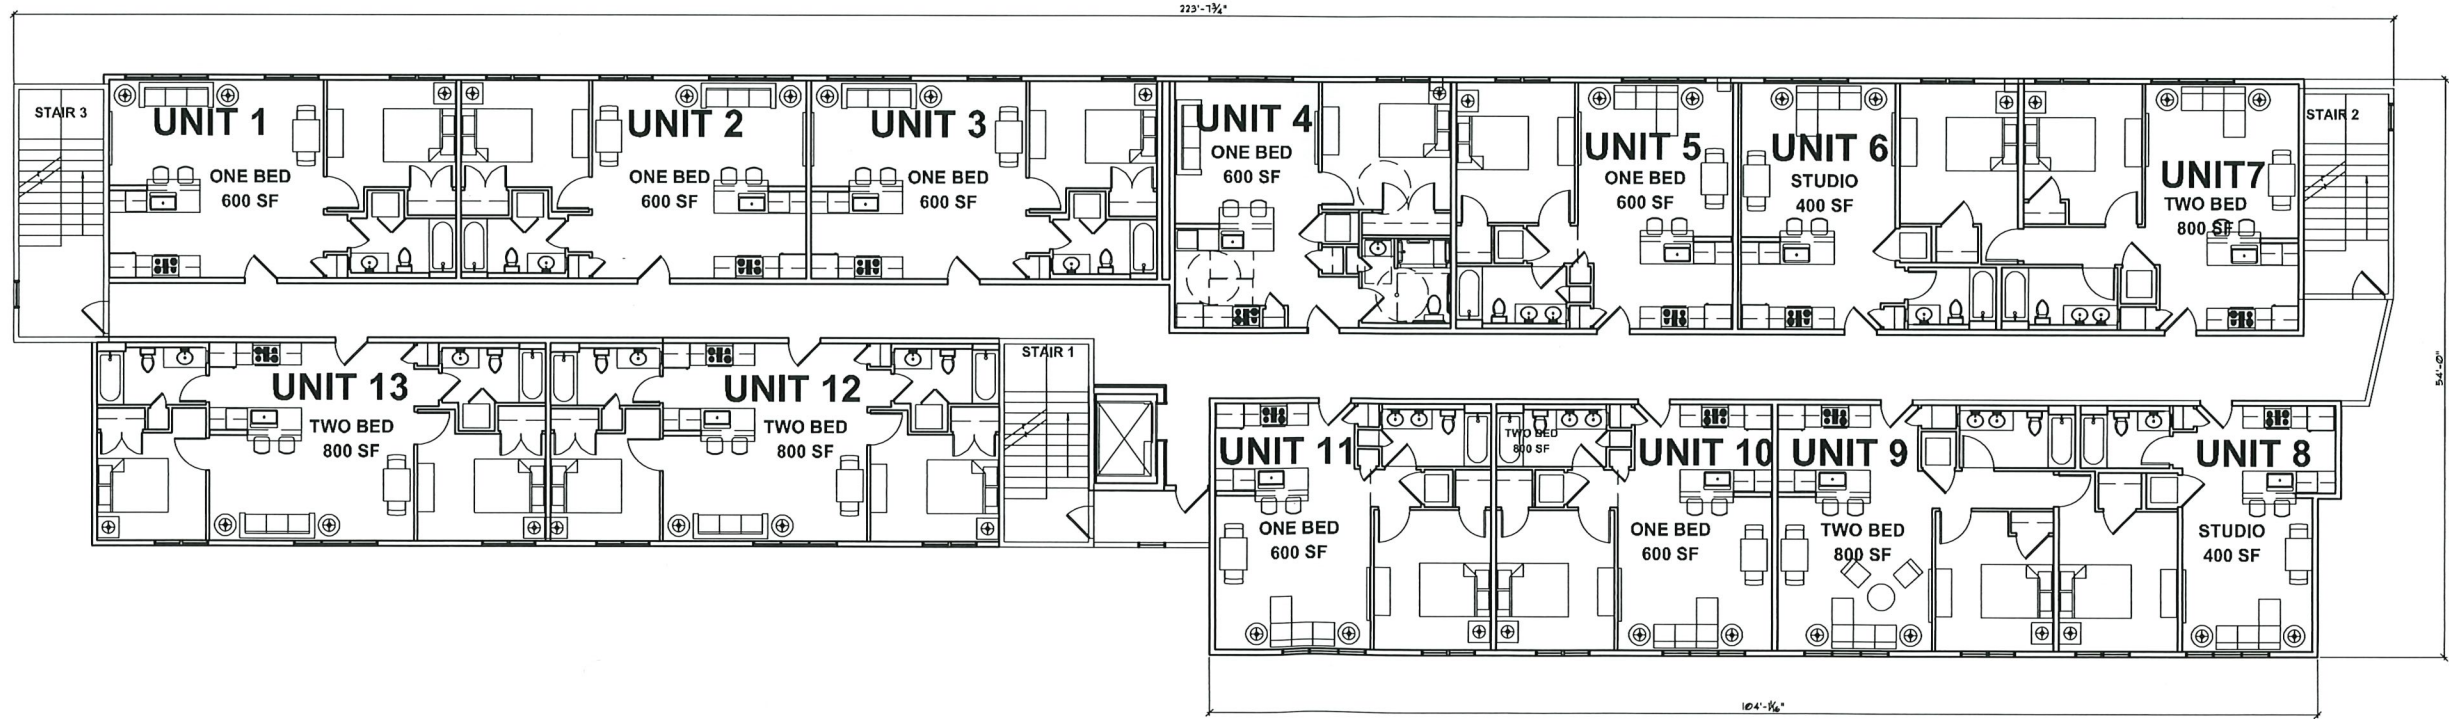 223'-7¾"
STAIR 3
UNIT 1
ONE BED
600 SF
UNIT 2
ONE BED
600 SF
UNIT 3
ONE BED
600 SF
UNIT 4
ONE BED
600 SF
UNIT 5
ONE BED
600 SF
UNIT 6
STUDIO
400 SF
UNIT7
TWO BED
800 SF
STAIR 2
54'-0"
UNIT 13
TWO BED
800 SF
UNIT 12
TWO BED
800 SF
STAIR 1
UNIT 11
ONE BED
600 SF
TWO BED
800 SF
UNIT 10
ONE BED
600 SF
UNIT 9
TWO BED
800 SF
UNIT 8
STUDIO
400 SF